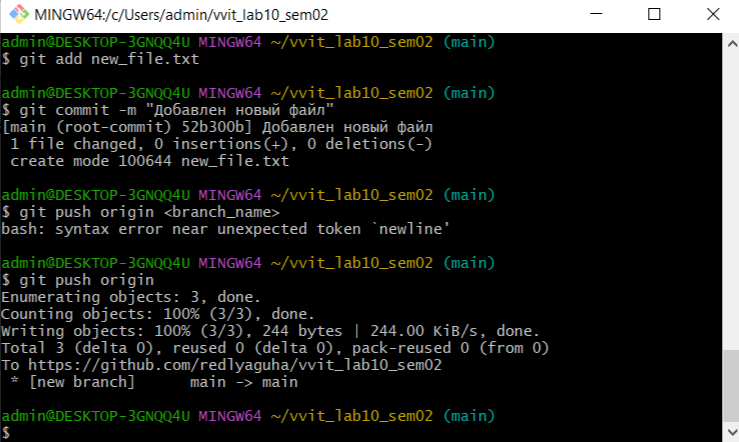 MINGW64:/c/Users/admin/vvit_lab10_sem02
admin@DESKTOP-3GNQQ4U MINGW64 ~/vvit_lab10_sem02 (main)
$ git add new_file.txt
admin@DESKTOP-3GNQQ4U MINGW64 ~/vvit_lab10_sem02 (main)
$ git commit -m "Добавлен новый файл"
[main (root-commit) 52b300b] Добавлен новый файл
1 file changed, 0 insertions(+), 0 deletions(-)
create mode 100644 new_file.txt
admin@DESKTOP-3GNQQ4U MINGW64 ~/vvit_lab10_sem02 (main)
$ git push origin <branch_name>
bash: syntax error near unexpected token `newline'
admin@DESKTOP-3GNQQ4U MINGW64 ~/vvit_lab10_sem02 (main)
$ git push origin
Enumerating objects: 3, done.
Counting objects: 100% (3/3), done.
Writing objects: 100% (3/3), 244 bytes | 244.00 KiB/s, done.
Total 3 (delta 0), reused 0 (delta 0), pack-reused 0 (from 0)
To https://github.com/redlyaguha/vvit_lab10_sem02
* [new branch]      main -> main
admin@DESKTOP-3GNQQ4U MINGW64 ~/vvit_lab10_sem02 (main)
$